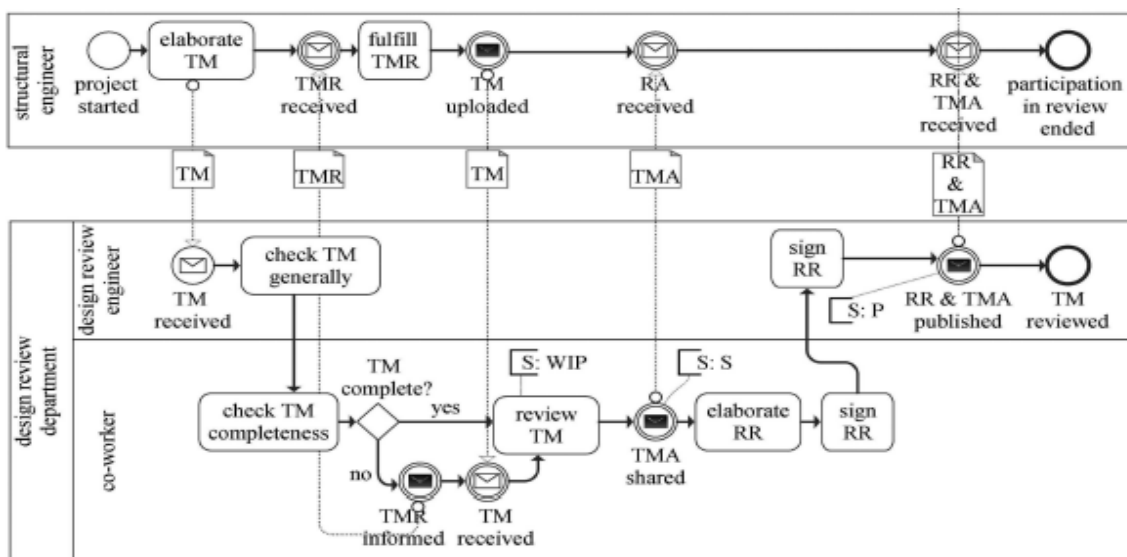 structural
engineer
project
started
elaborate
TM
TMR
received
fulfill
TMR
TM
uploaded
RA
received
RR &
TMA
received
participation
in review
ended
TM
TMR
TM
TMA
RR
&
TMA
design review
department
design review
engineer
TM
received
check TM
generally
sign
RR
S: P
RR & TMA
published
TM
reviewed
co-worker
check TM
completeness
TM
complete?
yes
no
TMR
informed
TM
received
S: WIP
review
TM
S: S
TMA
shared
elaborate
RR
sign
RR